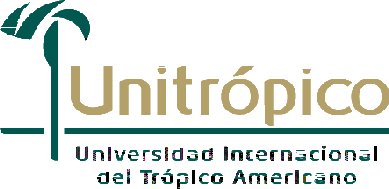 Unitrópico
Universidad Internacional
del Trópico Americano